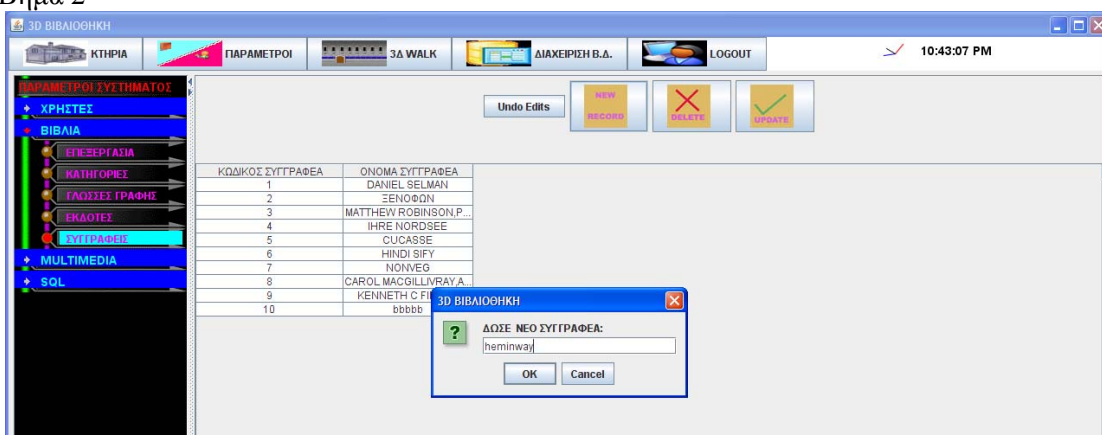 Βήμα 2
3D ΒΙΒΛΙΟΘΗΚΗ
ΚΤΗΡΙΑ ΠΑΡΑΜΕΤΡΟΙ 3Δ WALK ΔΙΑΧΕΙΡΙΣΗ Β.Δ. LOGOUT 10:43:07 PM
ΠΑΡΑΜΕΤΡΟΙ ΣΥΣΤΗΜΑΤΟΣ
ΧΡΗΣΤΕΣ
ΒΙΒΛΙΑ
ΕΠΕΞΕΡΓΑΣΙΑ
ΚΑΤΗΓΟΡΙΕΣ
ΓΛΩΣΣΕΣ ΓΡΑΦΗΣ
ΕΚΔΟΤΕΣ
ΣΥΓΓΡΑΦΕΙΣ
MULTIMEDIA
SQL
Undo Edits
NEW
RECORD
DELETE
UPDATE
ΚΩΔΙΚΟΣ ΣΥΓΓΡΑΦΕΑ ΟΝΟΜΑ ΣΥΓΓΡΑΦΕΑ
1 DANIEL SELMAN
2 ΞΕΝΟΦΩΝ
3 MATTHEW ROBINSON,P...
4 IHRE NORDSEE
5 CUCASSE
6 HINDI SIFY
7 NONVEG
8 CAROL MACGILLIVRAY,A...
9 KENNETH C
10 bbbbb
3D ΒΙΒΛΙΟΘΗΚΗ
ΔΩΣΕ ΝΕΟ ΣΥΓΓΡΑΦΕΑ:
heminway
OK Cancel